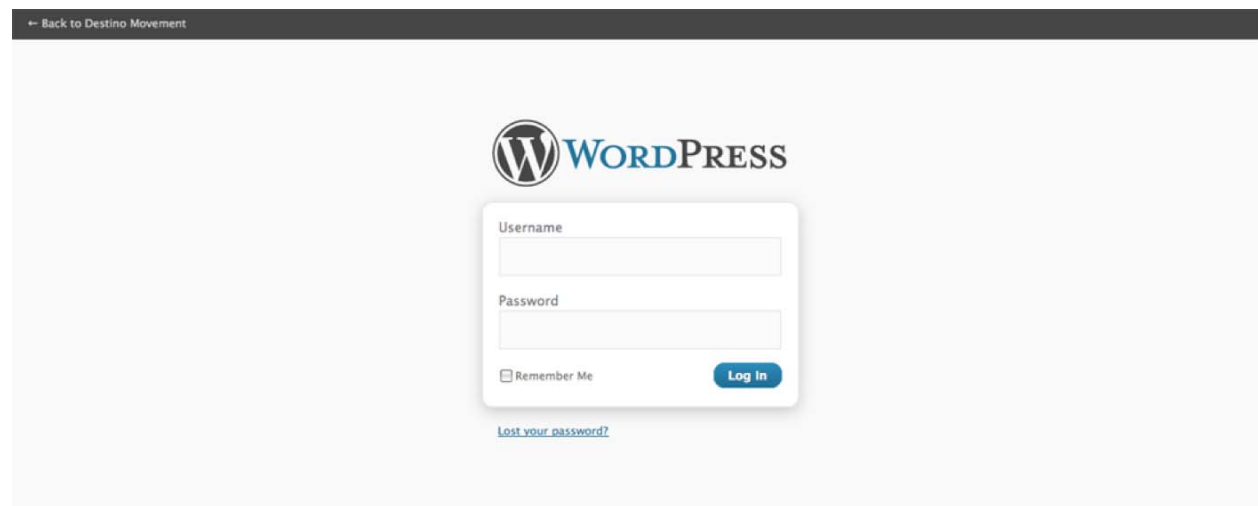 ← Back to Destino Movement
WORDPRESS
Username
Password
Remember Me
Log In
Lost your password?